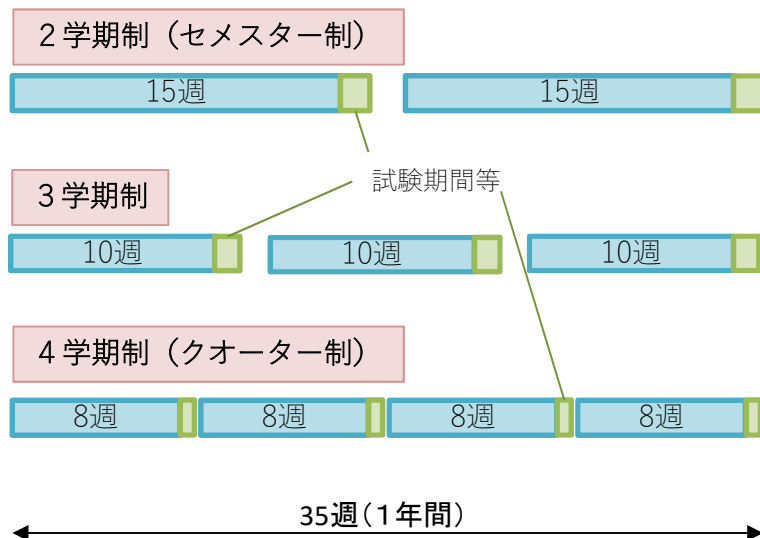 ２学期制（セメスター制）
15週 15週
試験期間等
３学期制
10週 10週 10週
４学期制（クオーター制）
8週 8週 8週 8週
35週（１年間）